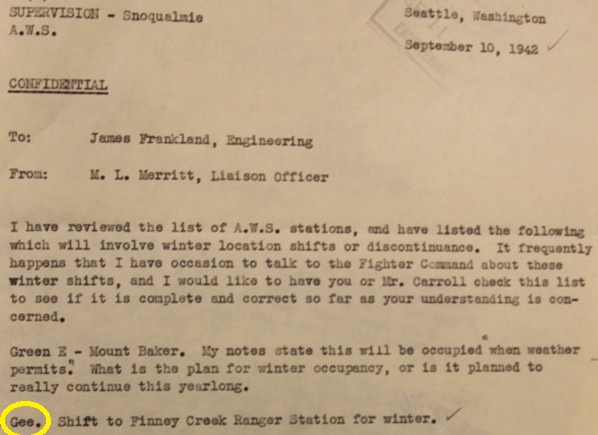 SUPERVISION - Snoqualmie
A.W.S.
Seattle, Washington
September 10, 1942
CONFIDENTIAL
To: James Frankland, Engineering
From: M. L. Merritt, Liaison Officer
I have reviewed the list of A.W.S. stations, and have listed the following
which will involve winter location shifts or discontinuance. It frequently
happens that I have occasion to talk to the Fighter Command about these
winter shifts, and I would like to have you or Mr. Carroll check this list
to see if it is complete and correct so far as your understanding is con-
cerned.
Green E - Mount Baker. My notes state this will be occupied "when weather
permits." What is the plan for winter occupancy, or is it planned to
really continue this yearlong.
Gee. Shift to Finney Creek Ranger Station for winter.